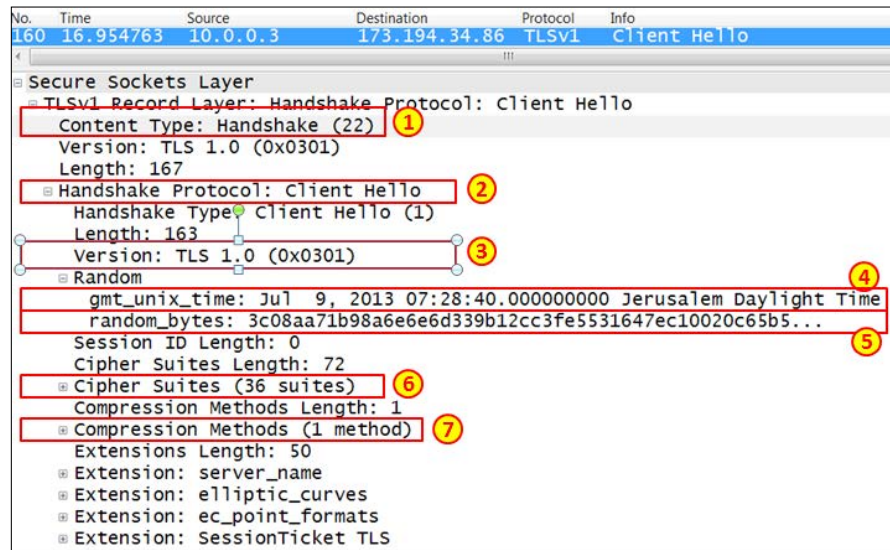 No. Time Source Destination Protocol Info
160 16.954763 10.0.0.3 173.194.34.86 TLSv1 Client Hello
Secure Sockets Layer
TLSv1 Record Layer: Handshake Protocol: Client Hello
Content Type: Handshake (22) 1
Version: TLS 1.0 (0x0301)
Length: 167
Handshake Protocol: Client Hello 2
Handshake Type: Client Hello (1)
Length: 163
Version: TLS 1.0 (0x0301) 3
Random 4
gmt_unix_time: Jul 9, 2013 07:28:40.000000000 Jerusalem Daylight Time
random_bytes: 3c08aa71b98a6e6e6d339b12cc3fe5531647ec10020c65b5...
Session ID Length: 0 5
Cipher Suites Length: 72
Cipher Suites (36 suites) 6
Compression Methods Length: 1
Compression Methods (1 method) 7
Extensions Length: 50
Extension: server_name
Extension: elliptic_curves
Extension: ec_point_formats
Extension: SessionTicket TLS